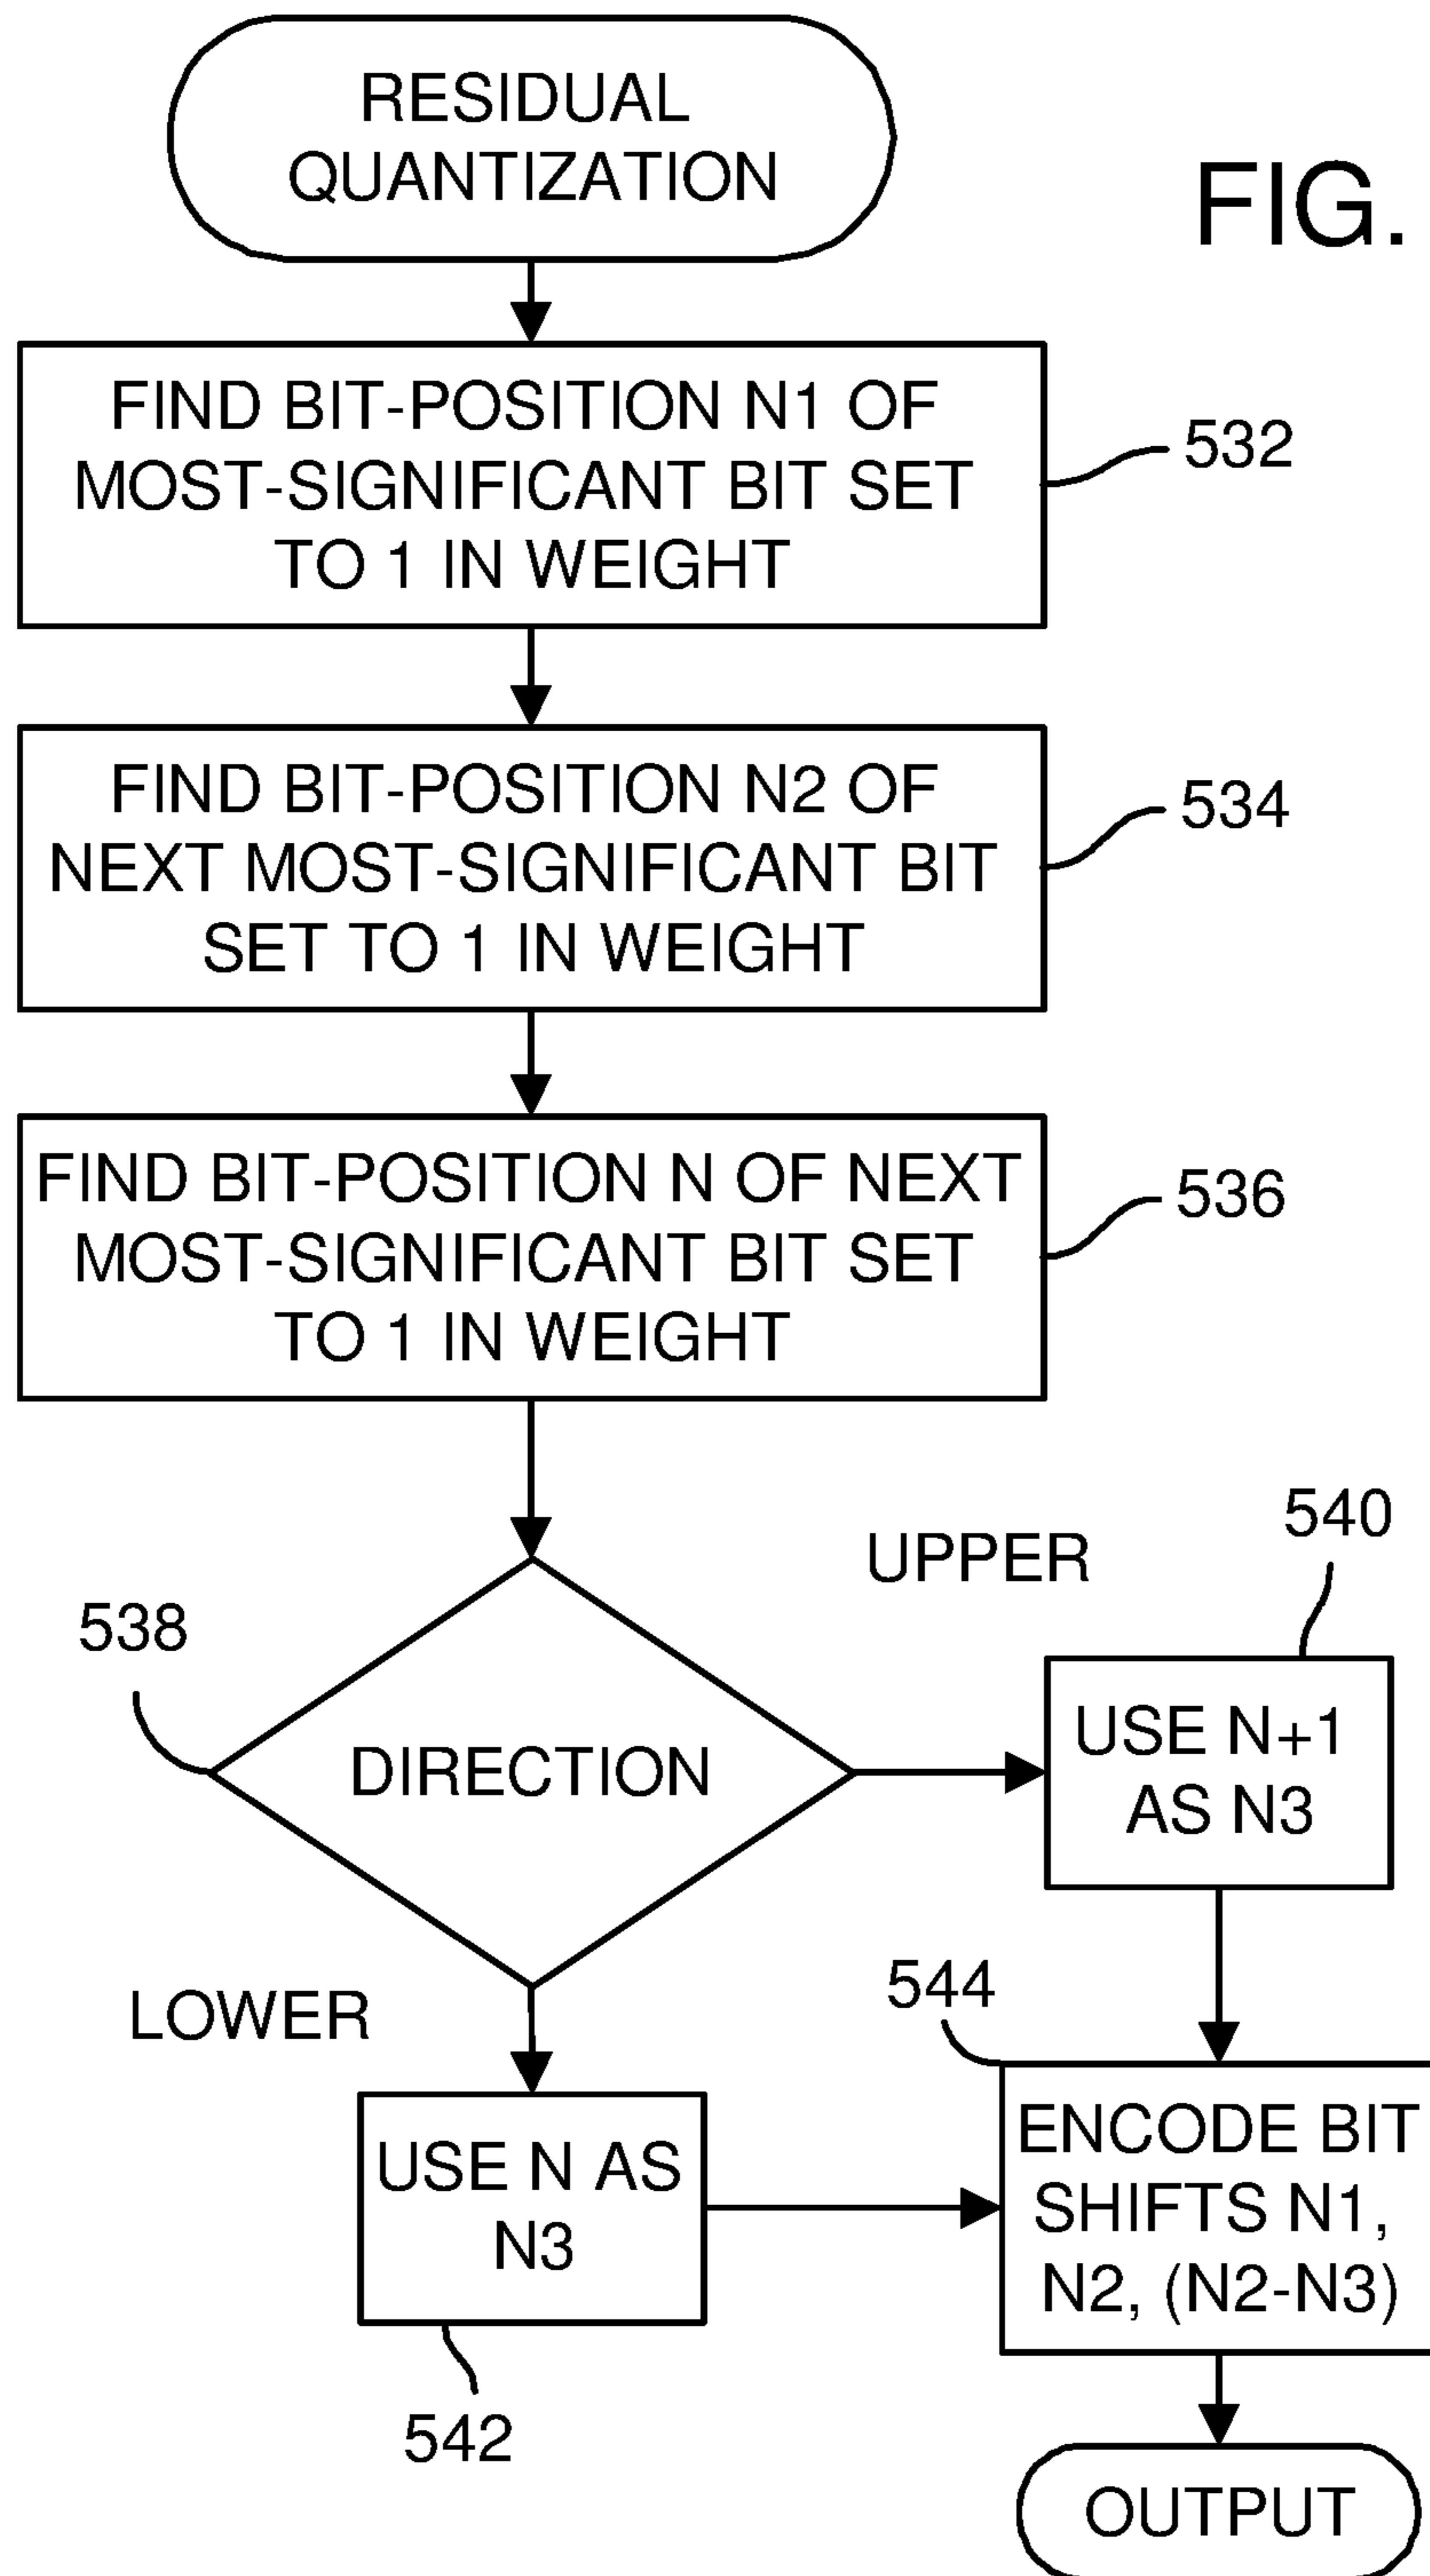 RESIDUAL
QUANTIZATION
FIG.
FIND BIT-POSITION N1 OF
MOST-SIGNIFICANT BIT SET
TO 1 IN WEIGHT
532
FIND BIT-POSITION N2 OF
NEXT MOST-SIGNIFICANT BIT
SET TO 1 IN WEIGHT
534
FIND BIT-POSITION N OF NEXT
MOST-SIGNIFICANT BIT SET
TO 1 IN WEIGHT
536
538
DIRECTION
UPPER
540
USE N+1
AS N3
LOWER
USE N AS
N3
542
544
ENCODE BIT
SHIFTS N1,
N2, (N2-N3)
OUTPUT